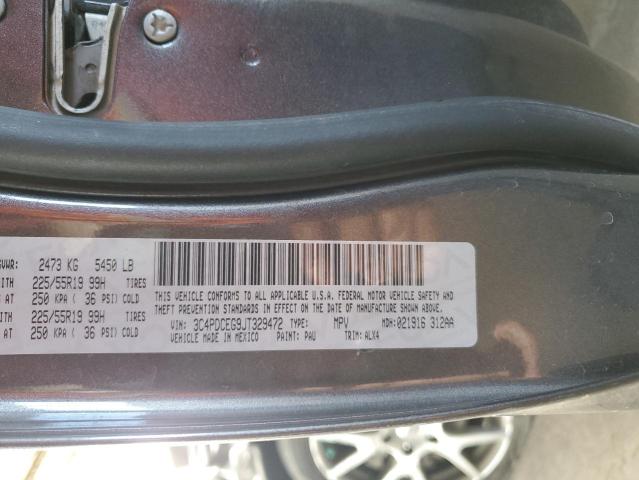 GVWR: 2473 KG 5450 LB
WITH 225/55R19 99H TIRES
AT 250 KPA ( 36 PSI) COLD
225/55R19 99H TIRES
250 KPA ( 36 PSI) COLD
THIS VEHICLE CONFORMS TO ALL APPLICABLE U.S.A. FEDERAL MOTOR VEHICLE SAFETY AND
THEFT PREVENTION STANDARDS IN EFFECT ON THE DATE OF MANUFACTURE SHOWN ABOVE.
VIN: 3C4PDCEG9JT329472 TYPE: MPV MDH: 021916 312AA
VEHICLE MADE IN MEXICO PAINT: PAU TRIM: ALX4